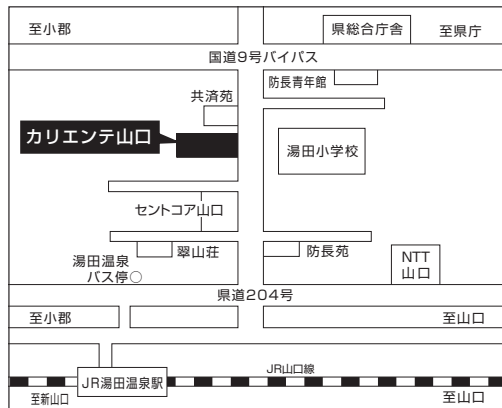 至小郡
県総合庁舎
至県庁
国道9号バイパス
防長青年館
共済苑
カリエンテ山口
湯田小学校
セントコア山口
翠山荘
防長苑
湯田温泉
バス停○
NTT
山口
県道204号
至小郡
至山口
JR山口線
至新山口
JR湯田温泉駅
至山口